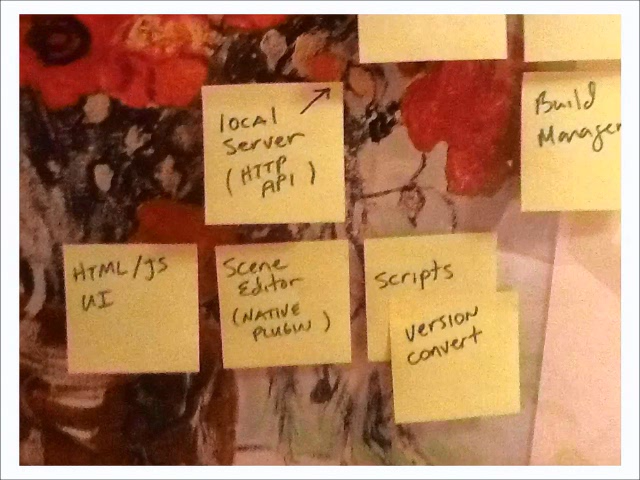 local
Server
(HTTP
API)
Build
Manager
HTML/JS
UI
Scene
Editor
(NATIVE
PLUGIN)
Scripts
version
convert